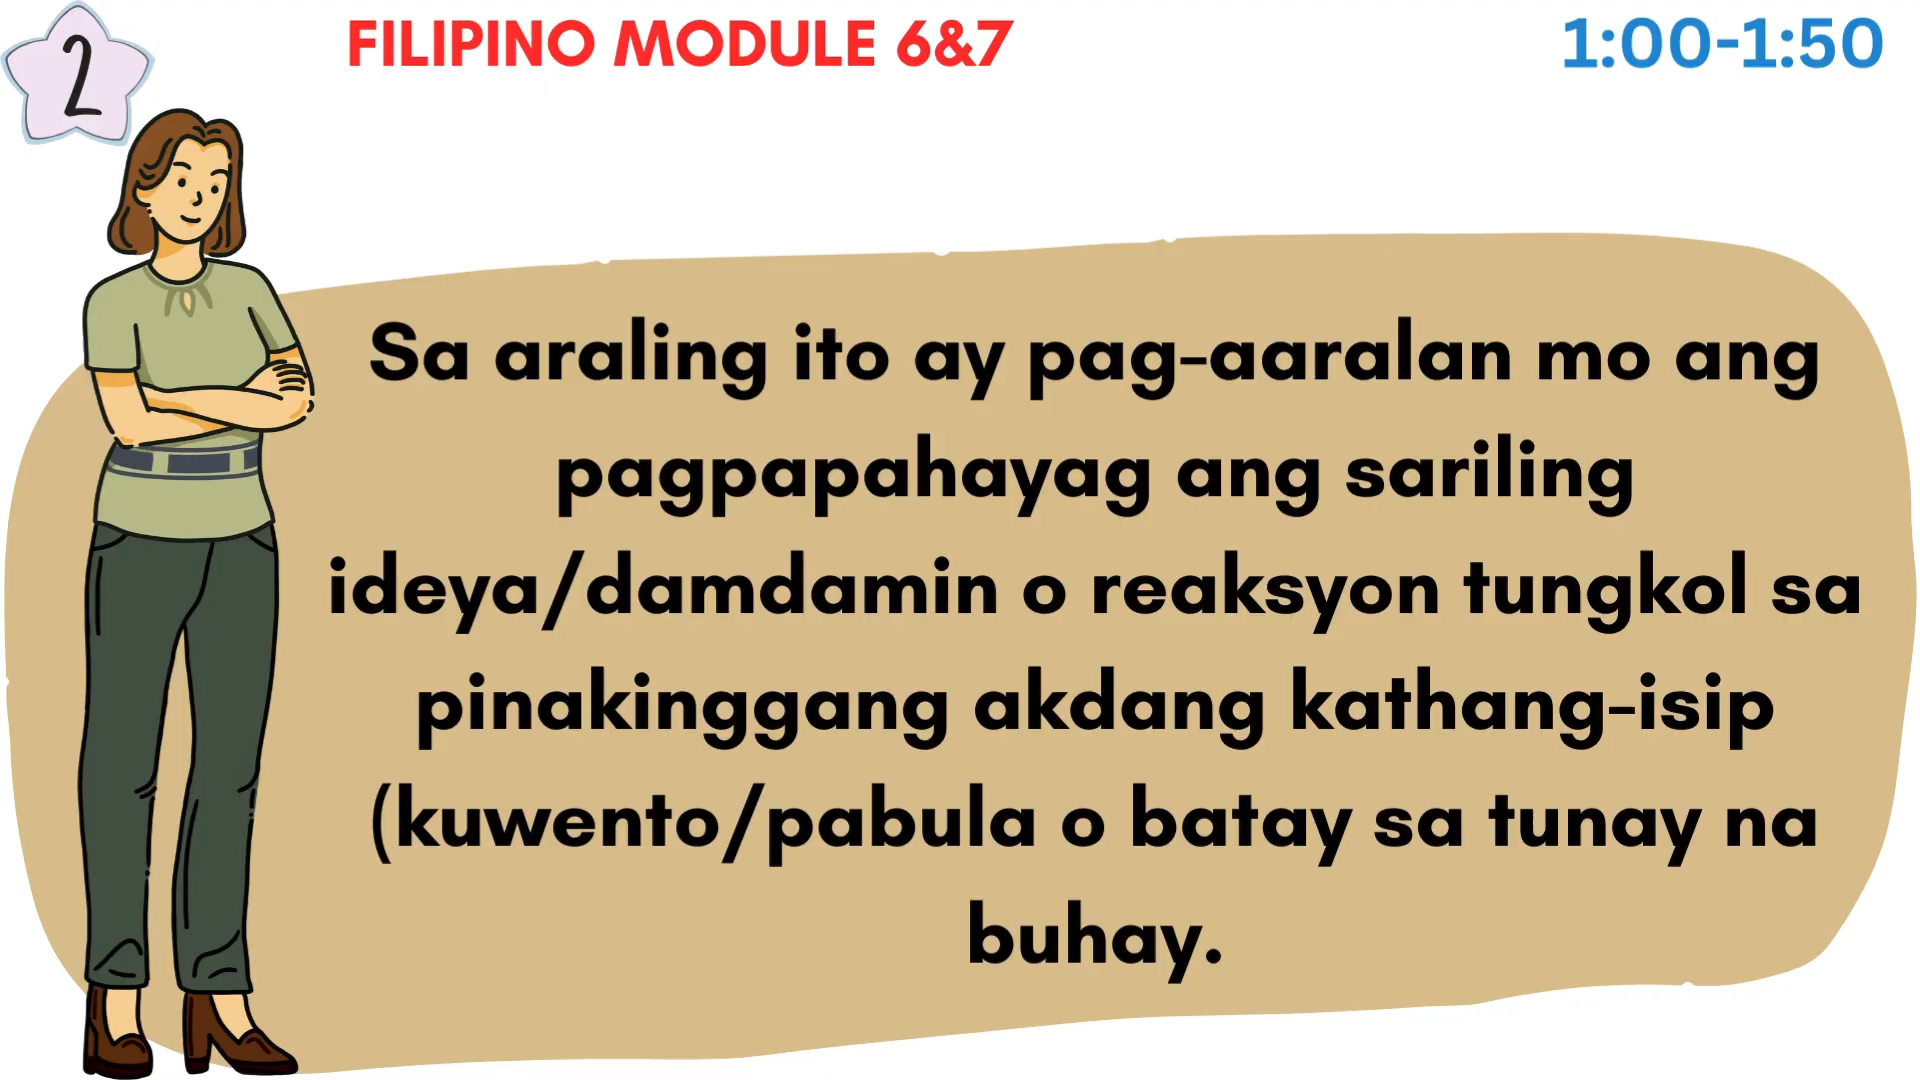 2
FILIPINO MODULE 6&7
1:00-1:50
Sa araling ito ay pag-aaralan mo ang
pagpapahayag ang sariling
ideya/damdamin o reaksyon tungkol sa
pinakinggang akdang kathang-isip
(kuwento/pabula o batay sa tunay na
buhay.